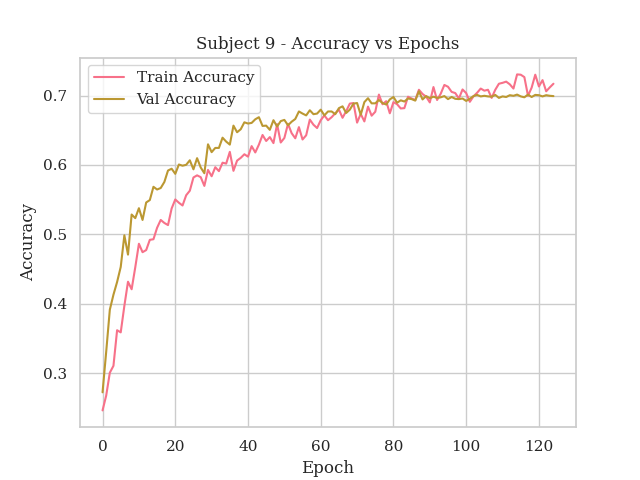 Subject 9 - Accuracy vs Epochs
Train Accuracy
Val Accuracy
0.7
0.6
0.5
0.4
0.3
Accuracy
0 20 40 60 80 100 120
Epoch